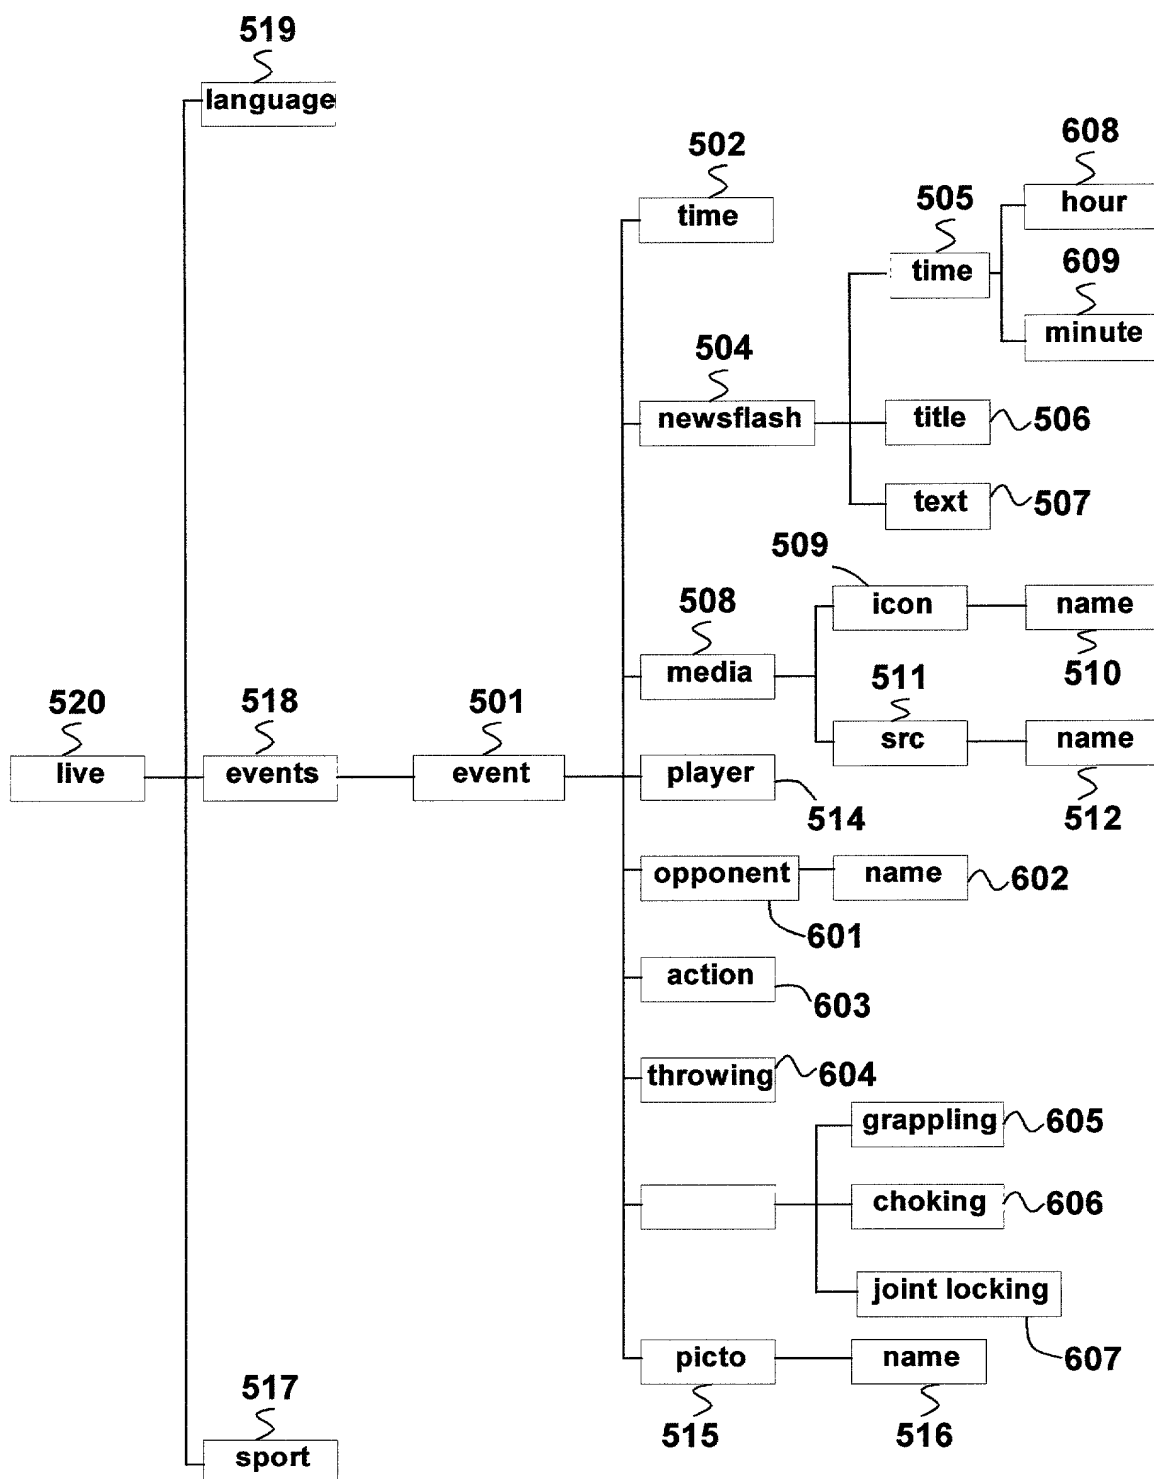 519
language
502
time
608
hour
505
time
609
minute
504
newsflash
title 506
text 507
509
icon
name
510
508
media
511
src
name
512
520
live
518
events
501
event
player
514
opponent
601
name 602
action
603
throwing 604
grappling 605
choking 606
joint locking
607
picto
515
name
516
517
sport